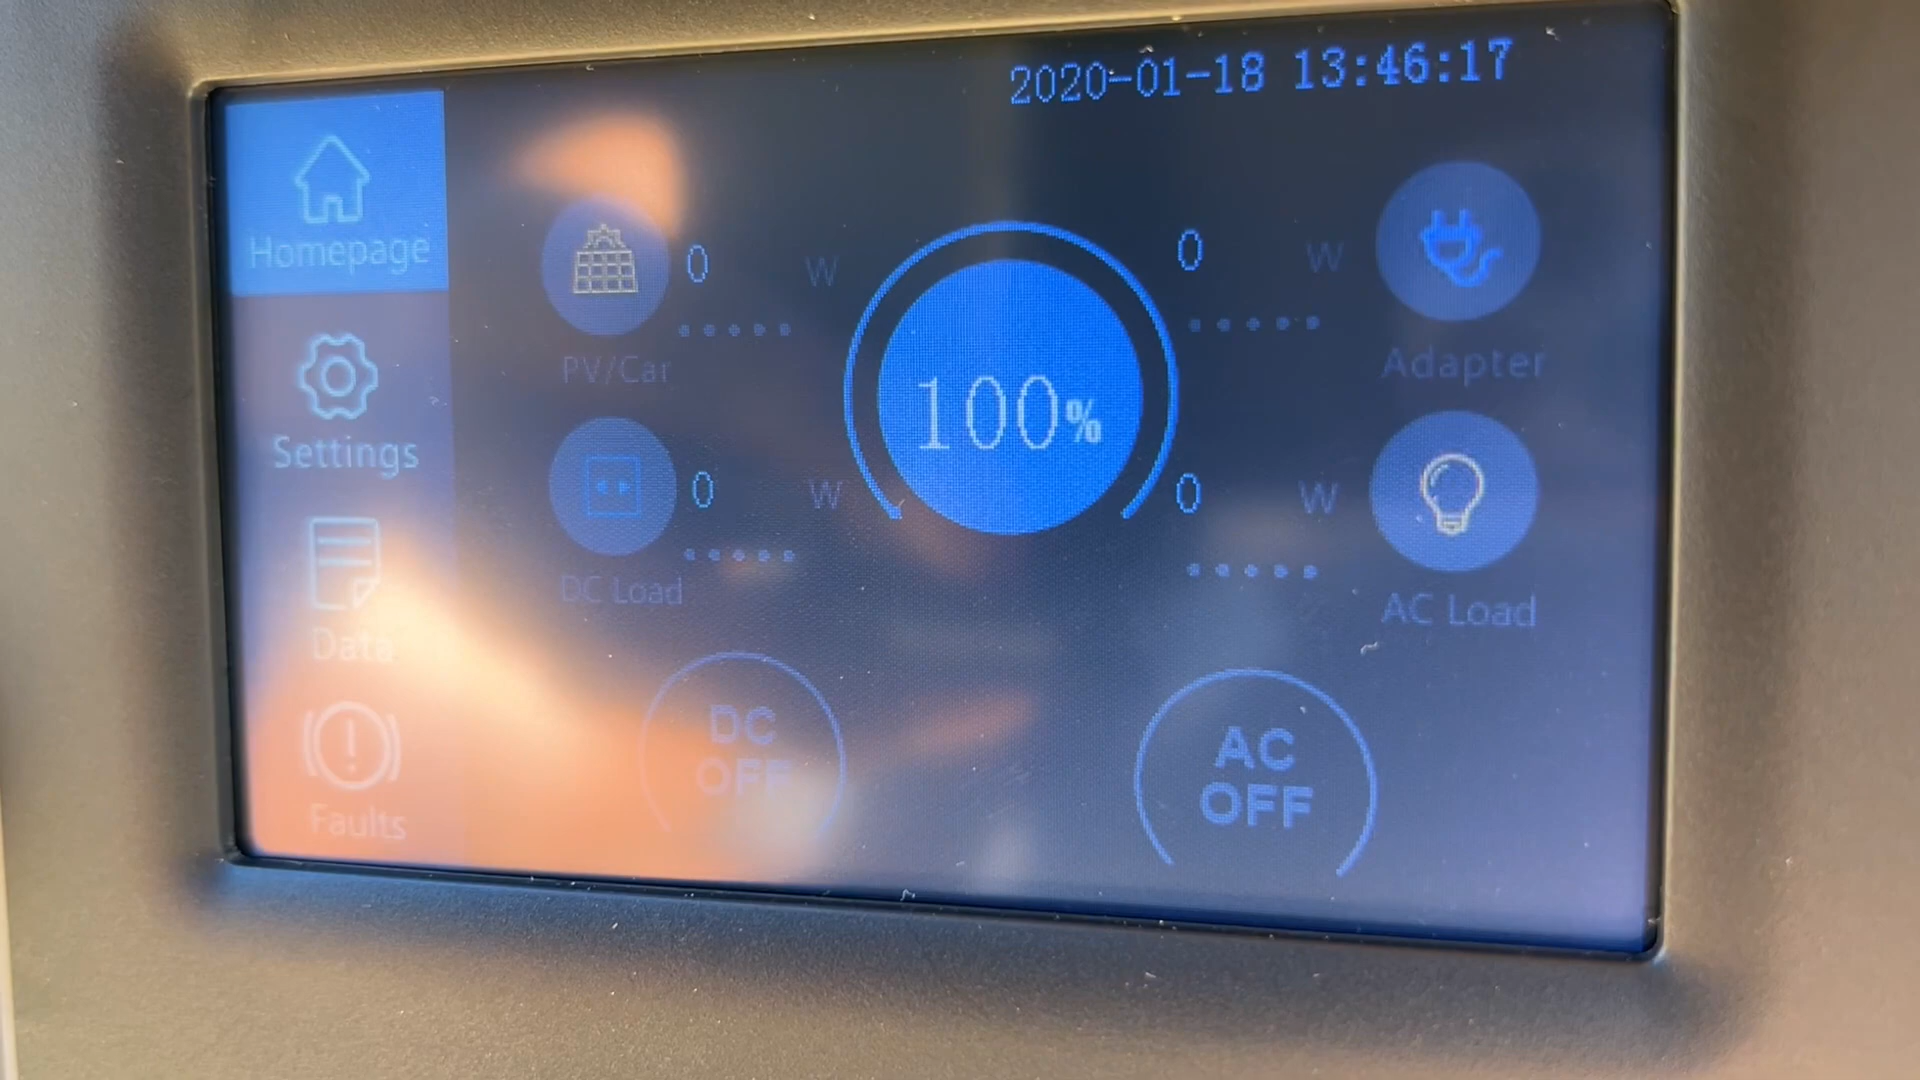 2020-01-18 13:46:17
Homepage
Settings
Data
Faults
0 W
PV/Car
0 W
DC Load
100%
0 W
Adapter
0 W
AC Load
DC
OFF
AC
OFF